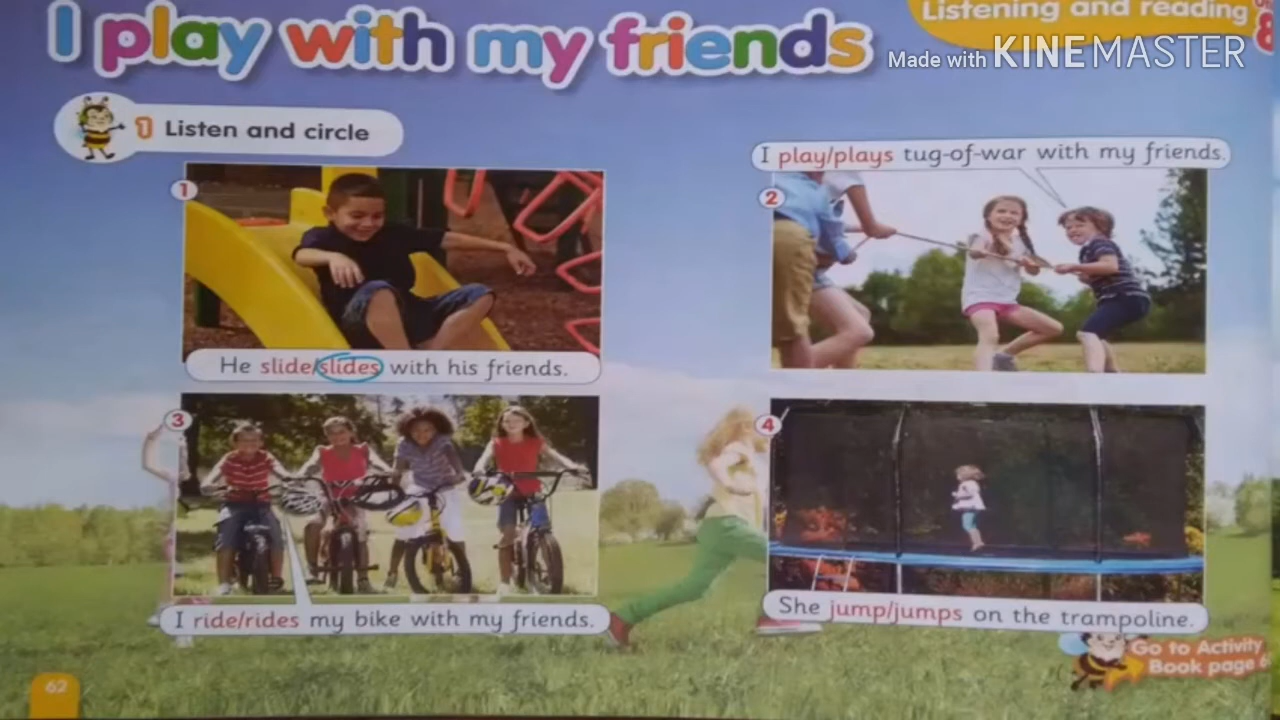 I play with my friends
Listening and reading
8
Made with KINEMASTER
1 Listen and circle
1
He slide/slides with his friends.
I play/plays tug-of-war with my friends.
2
3
I ride/rides my bike with my friends.
4
She jump/jumps on the trampoline.
Go to Activity
Book page
62